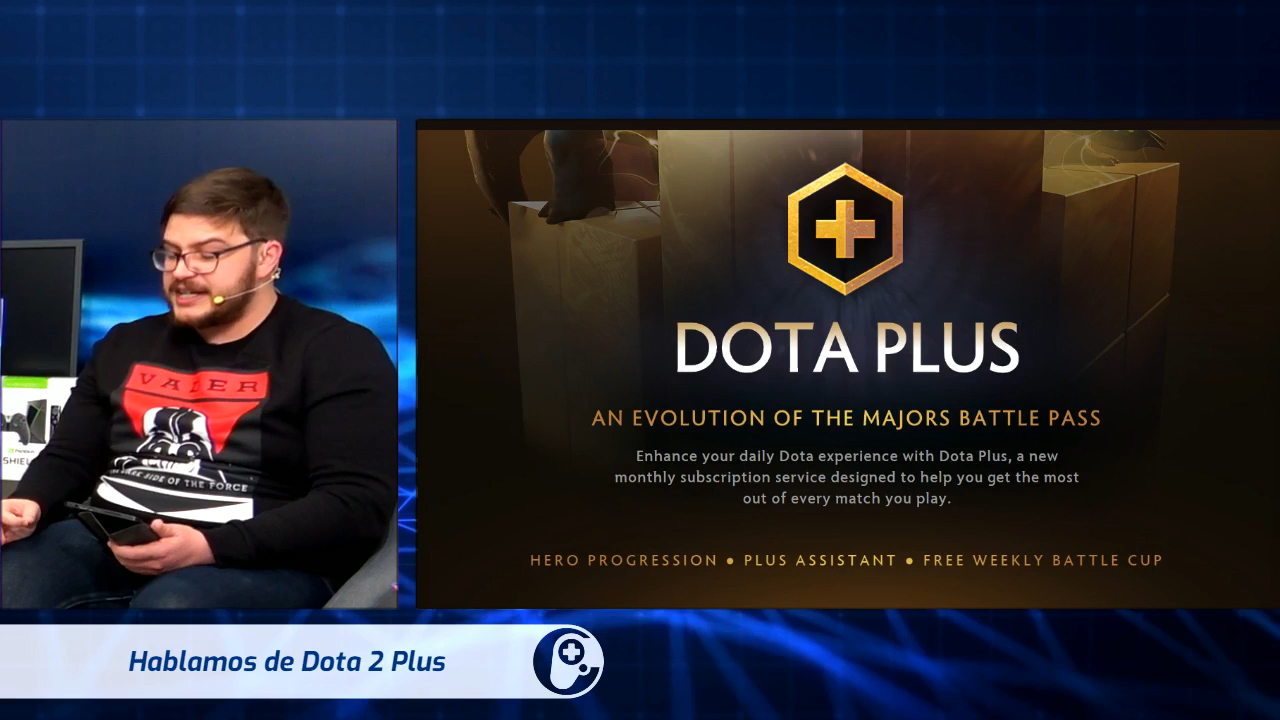 VADER
SIDE OF THE FORCE
SHIEL
DOTA PLUS
AN EVOLUTION OF THE MAJORS BATTLE PASS
Enhance your daily Dota experience with Dota Plus, a new
monthly subscription service designed to help you get the most
out of every match you play.
HERO PROGRESSION • PLUS ASSISTANT • FREE WEEKLY BATTLE CUP
Hablamos de Dota 2 Plus